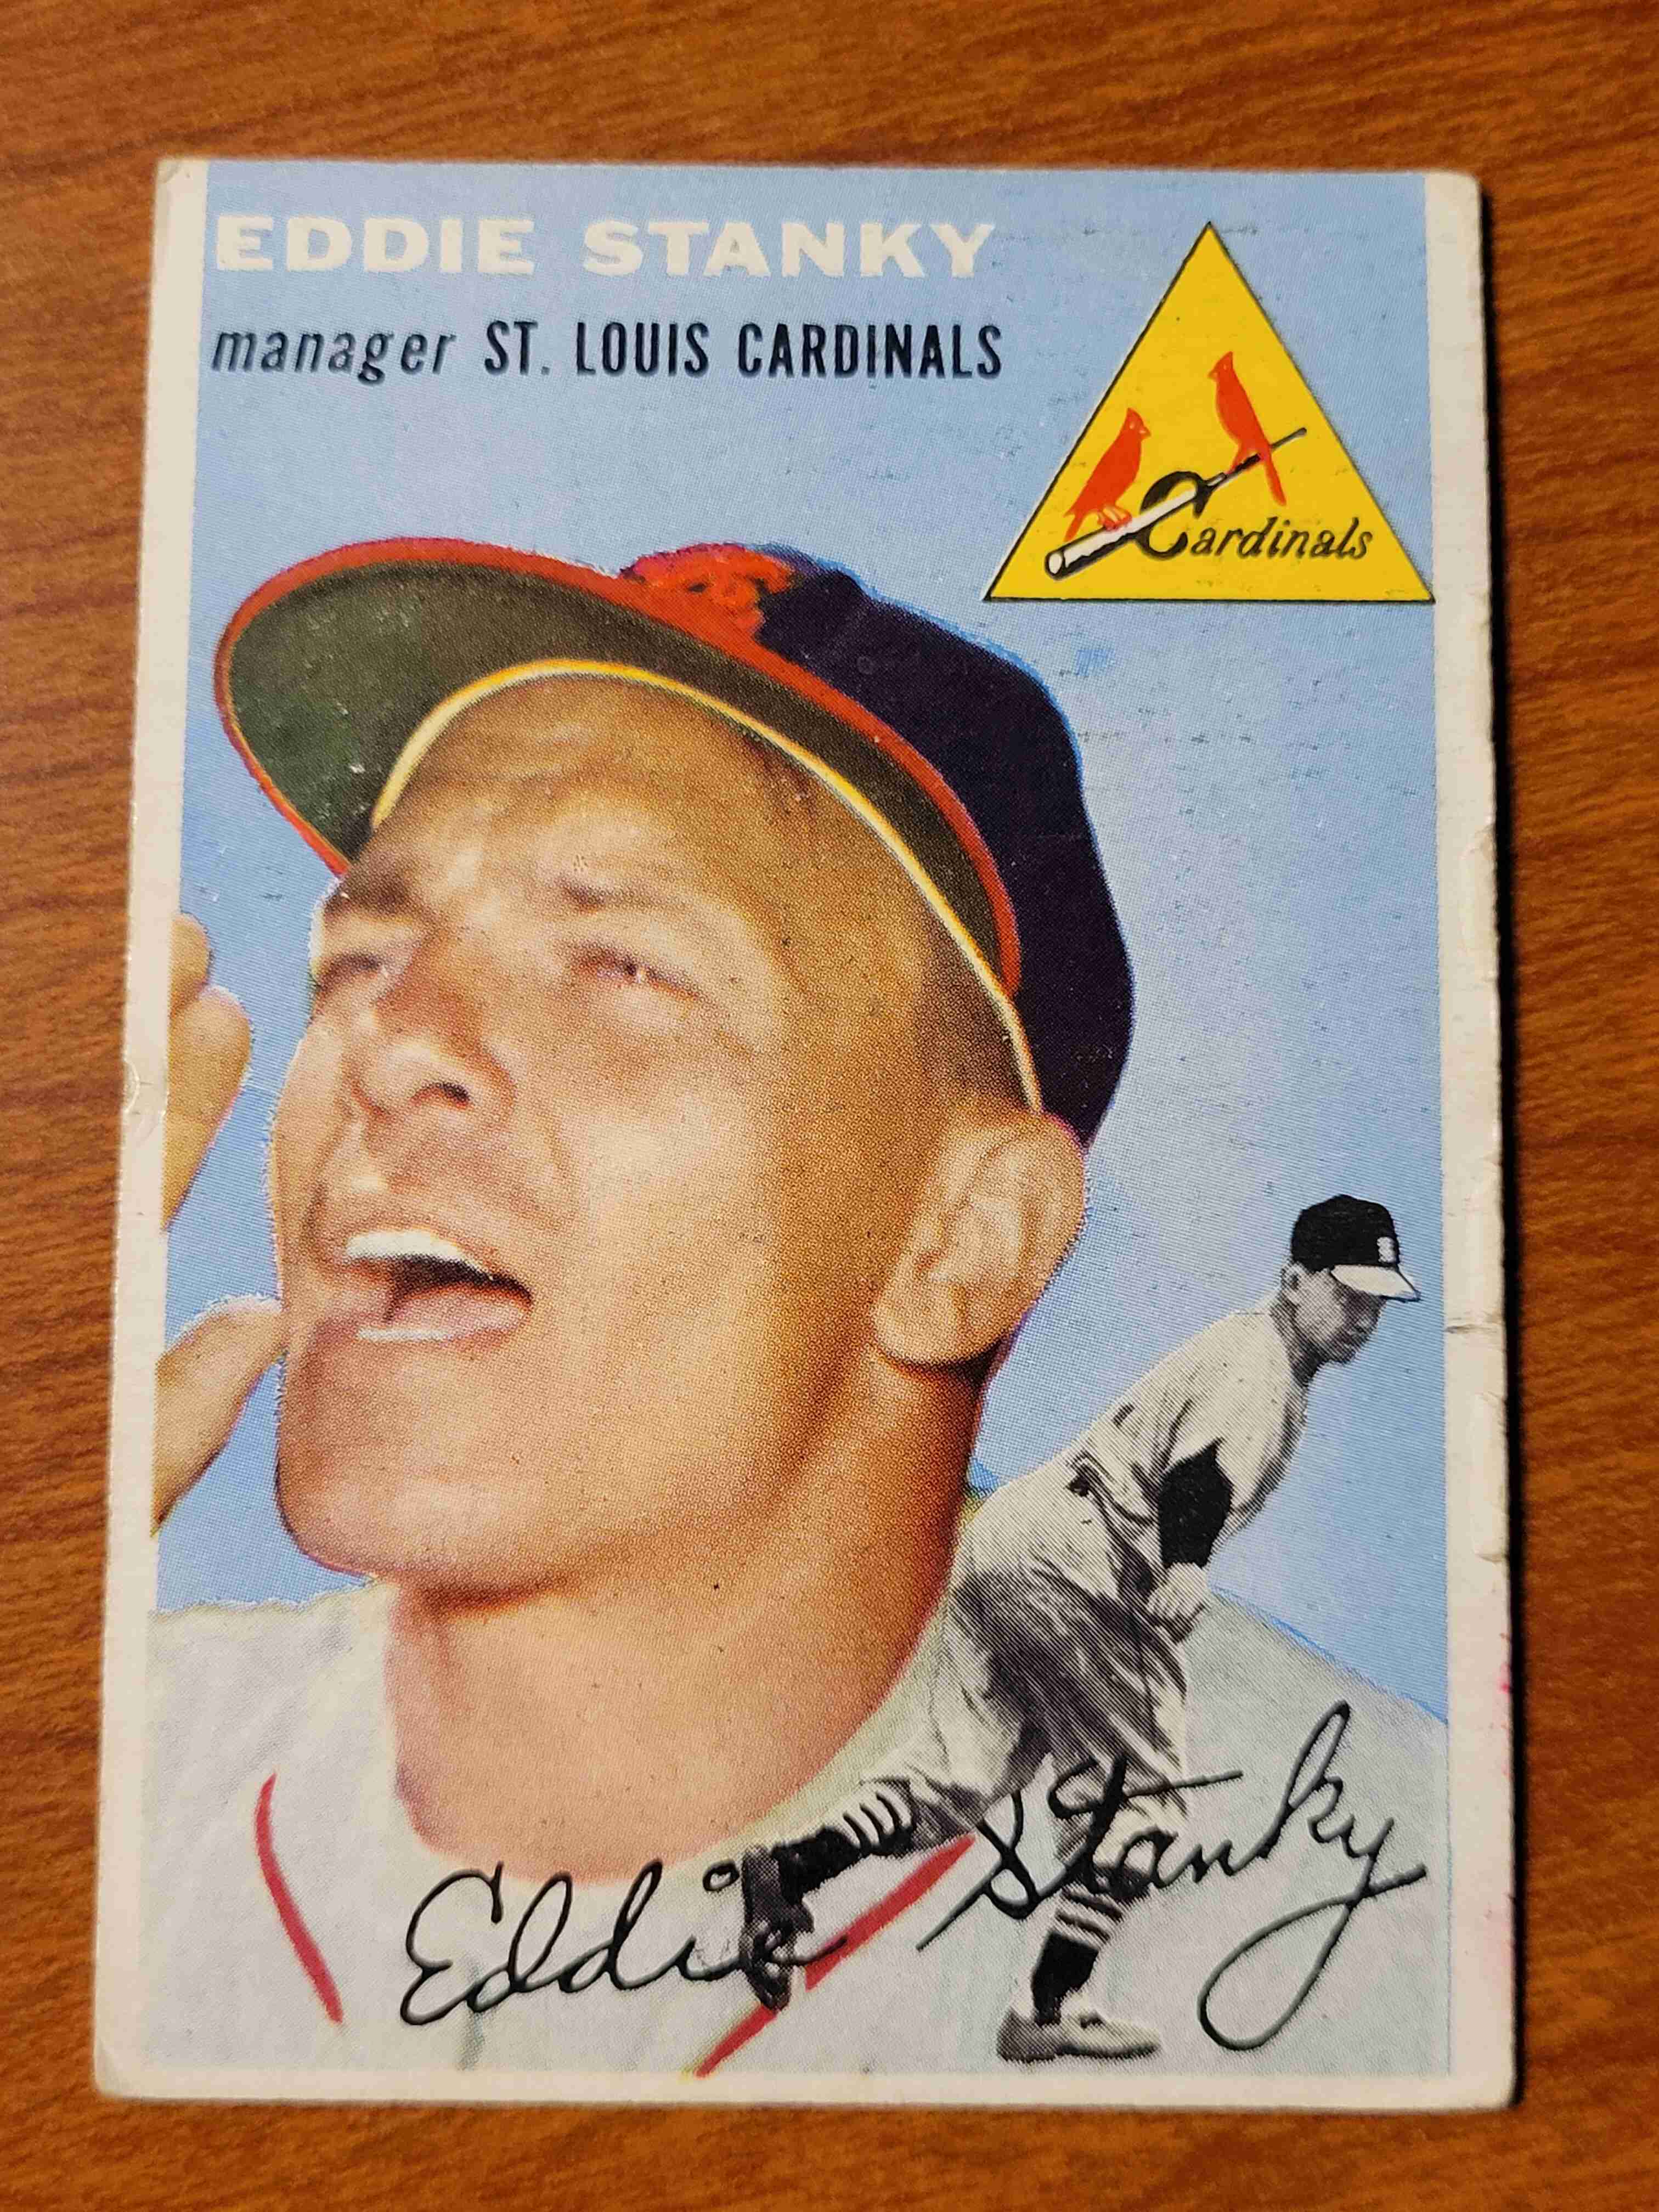 EDDIE STANKY
manager ST. LOUIS CARDINALS
Cardinals
Eddie Stanky